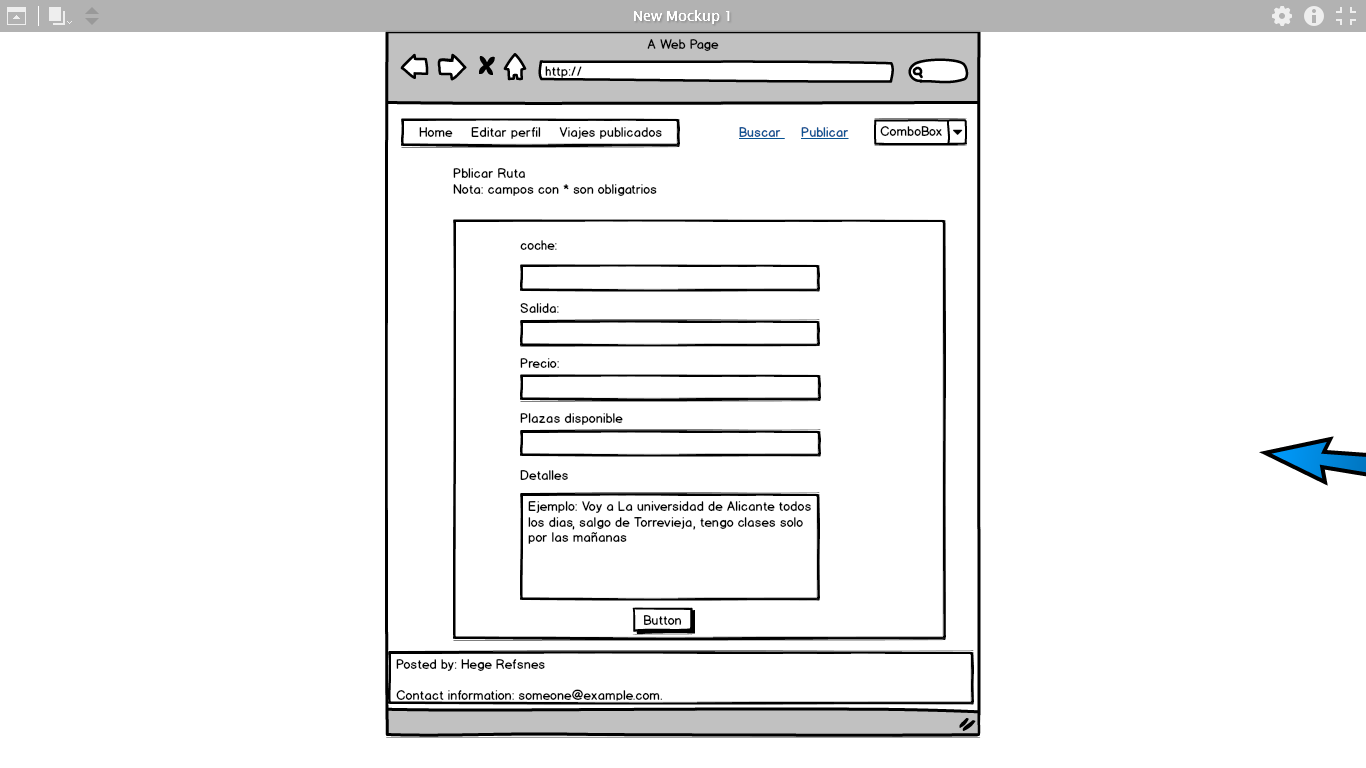 New Mockup 1
A Web Page
http://
Home Editar perfil Viajes publicados Buscar Publicar ComboBox
Pblicar Ruta
Nota: campos con * son obligatrios
coche:
Salida:
Precio:
Plazas disponible
Detalles
Ejemplo: Voy a La universidad de Alicante todos
los dias, salgo de Torrevieja, tengo clases solo
por las mañanas
Button
Posted by: Hege Refsnes
Contact information: someone@example.com.